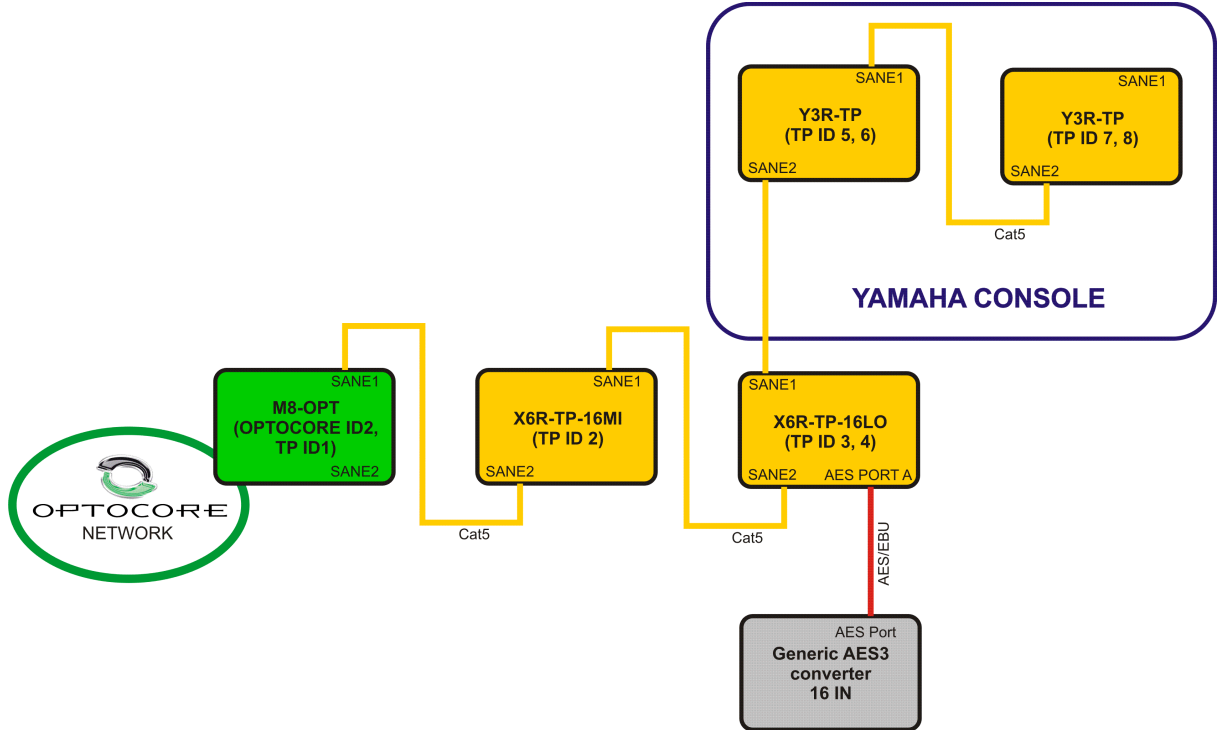 SANE1
Y3R-TP
(TP ID 5, 6)
SANE2
SANE1
Y3R-TP
(TP ID 7, 8)
SANE2
Cat5
YAMAHA CONSOLE
SANE1
M8-OPT
(OPTOCORE ID2,
TP ID1)
SANE2
SANE1
X6R-TP-16MI
(TP ID 2)
SANE2
SANE1
X6R-TP-16LO
(TP ID 3, 4)
SANE2
AES PORT A
OPTOCORE
NETWORK
Cat5
Cat5
AES/EBU
AES Port
Generic AES3
converter
16 IN